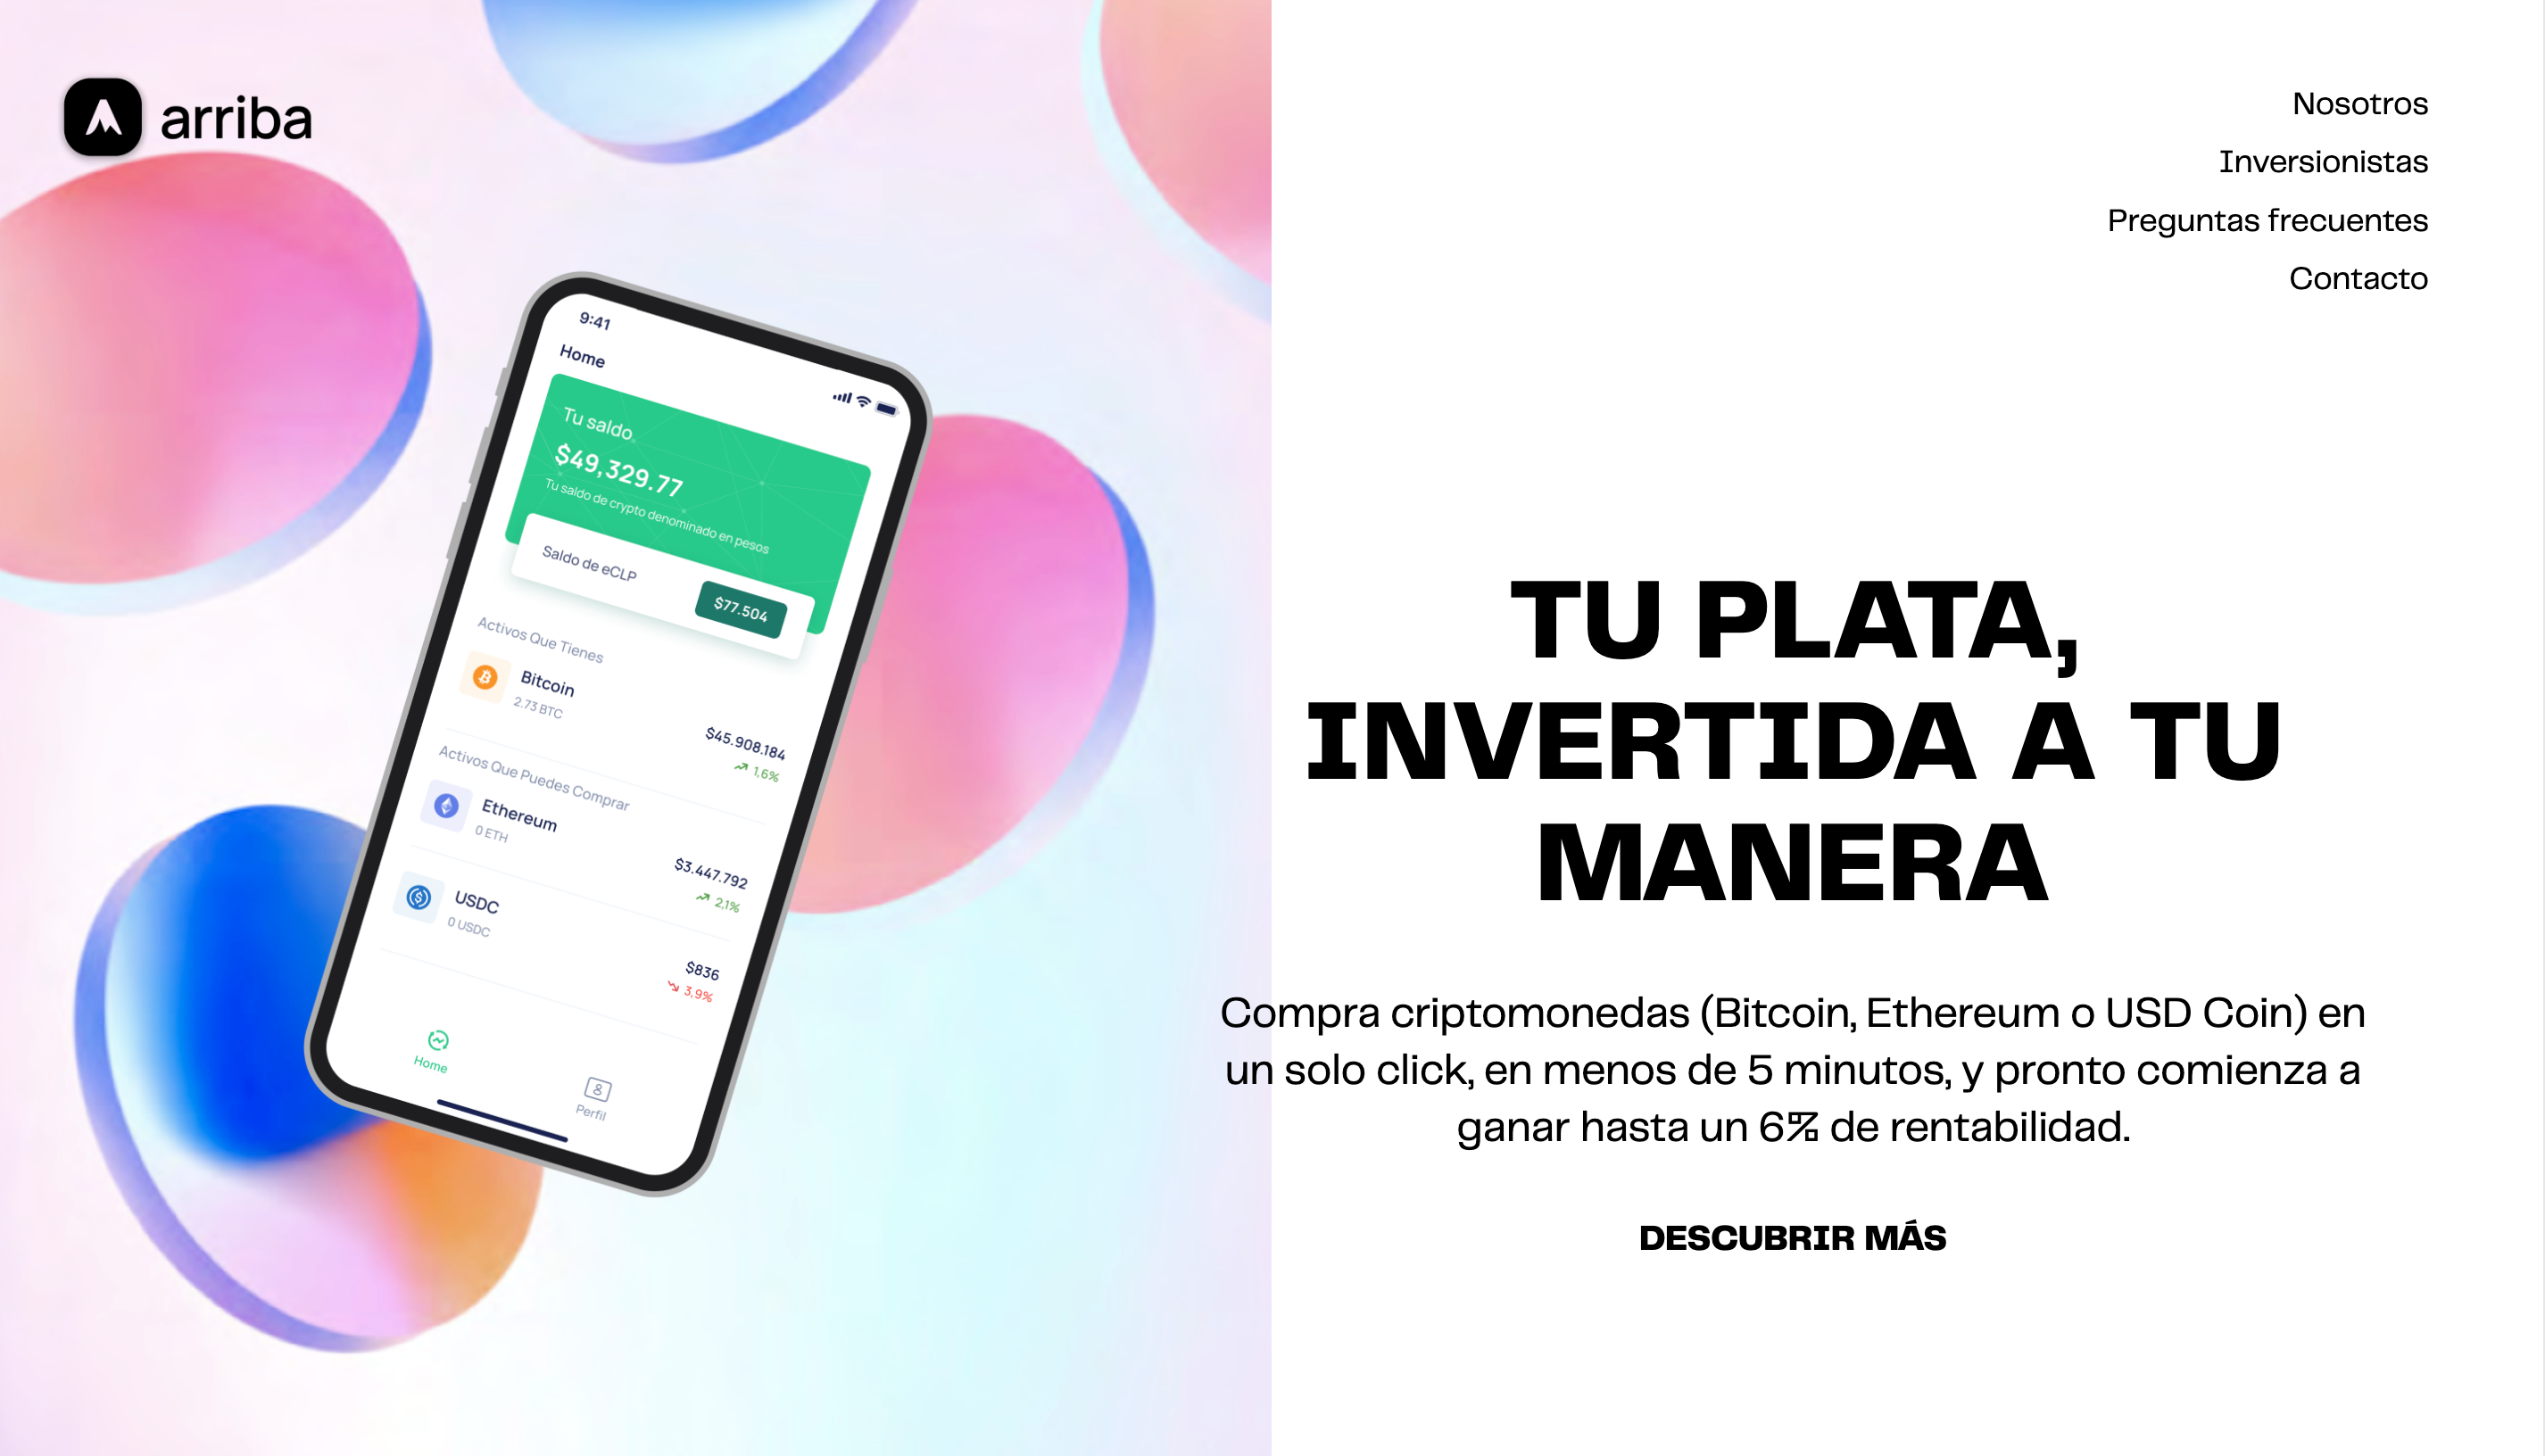 arriba
Nosotros
Inversionistas
Preguntas frecuentes
Contacto
9:41
Home
Tu saldo
$49,329.77
Tu saldo de crypto denominado en pesos
Saldo de eCLP
$77.504
Activos Que Tienes
Bitcoin
2.73 BTC
$45.908.184
1,6%
Activos Que Puedes Comprar
Ethereum
0 ETH
$3.447.792
2,1%
USDC
0 USDC
$836
3,9%
Home
Perfil
TU PLATA,
INVERTIDA A TU
MANERA
Compra criptomonedas (Bitcoin, Ethereum o USD Coin) en
un solo click, en menos de 5 minutos, y pronto comienza a
ganar hasta un 6% de rentabilidad.
DESCUBRIR MÁS